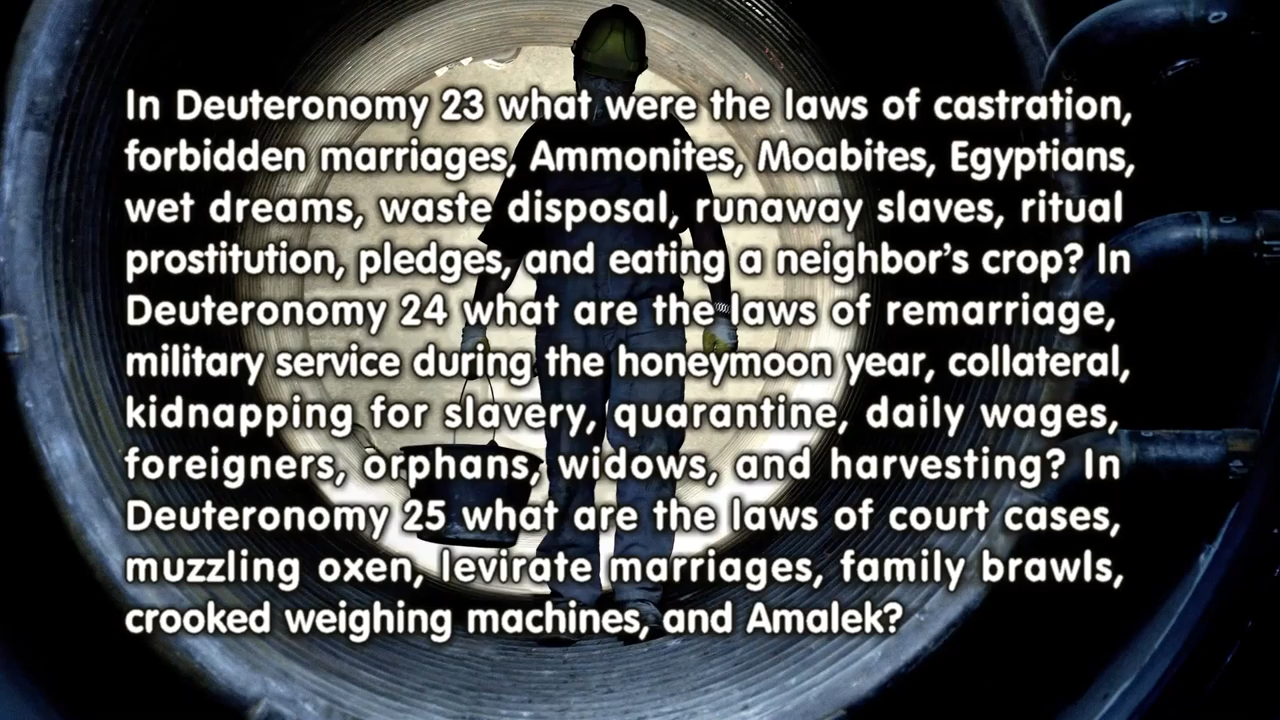 In Deuteronomy 23 what were the laws of castration,
forbidden marriages, Ammonites, Moabites, Egyptians,
wet dreams, waste disposal, runaway slaves, ritual
prostitution, pledges, and eating a neighbor’s crop? In
Deuteronomy 24 what are the laws of remarriage,
military service during the honeymoon year, collateral,
kidnapping for slavery, quarantine, daily wages,
foreigners, orphans, widows, and harvesting? In
Deuteronomy 25 what are the laws of court cases,
muzzling oxen, levirate marriages, family brawls,
crooked weighing machines, and Amalek?